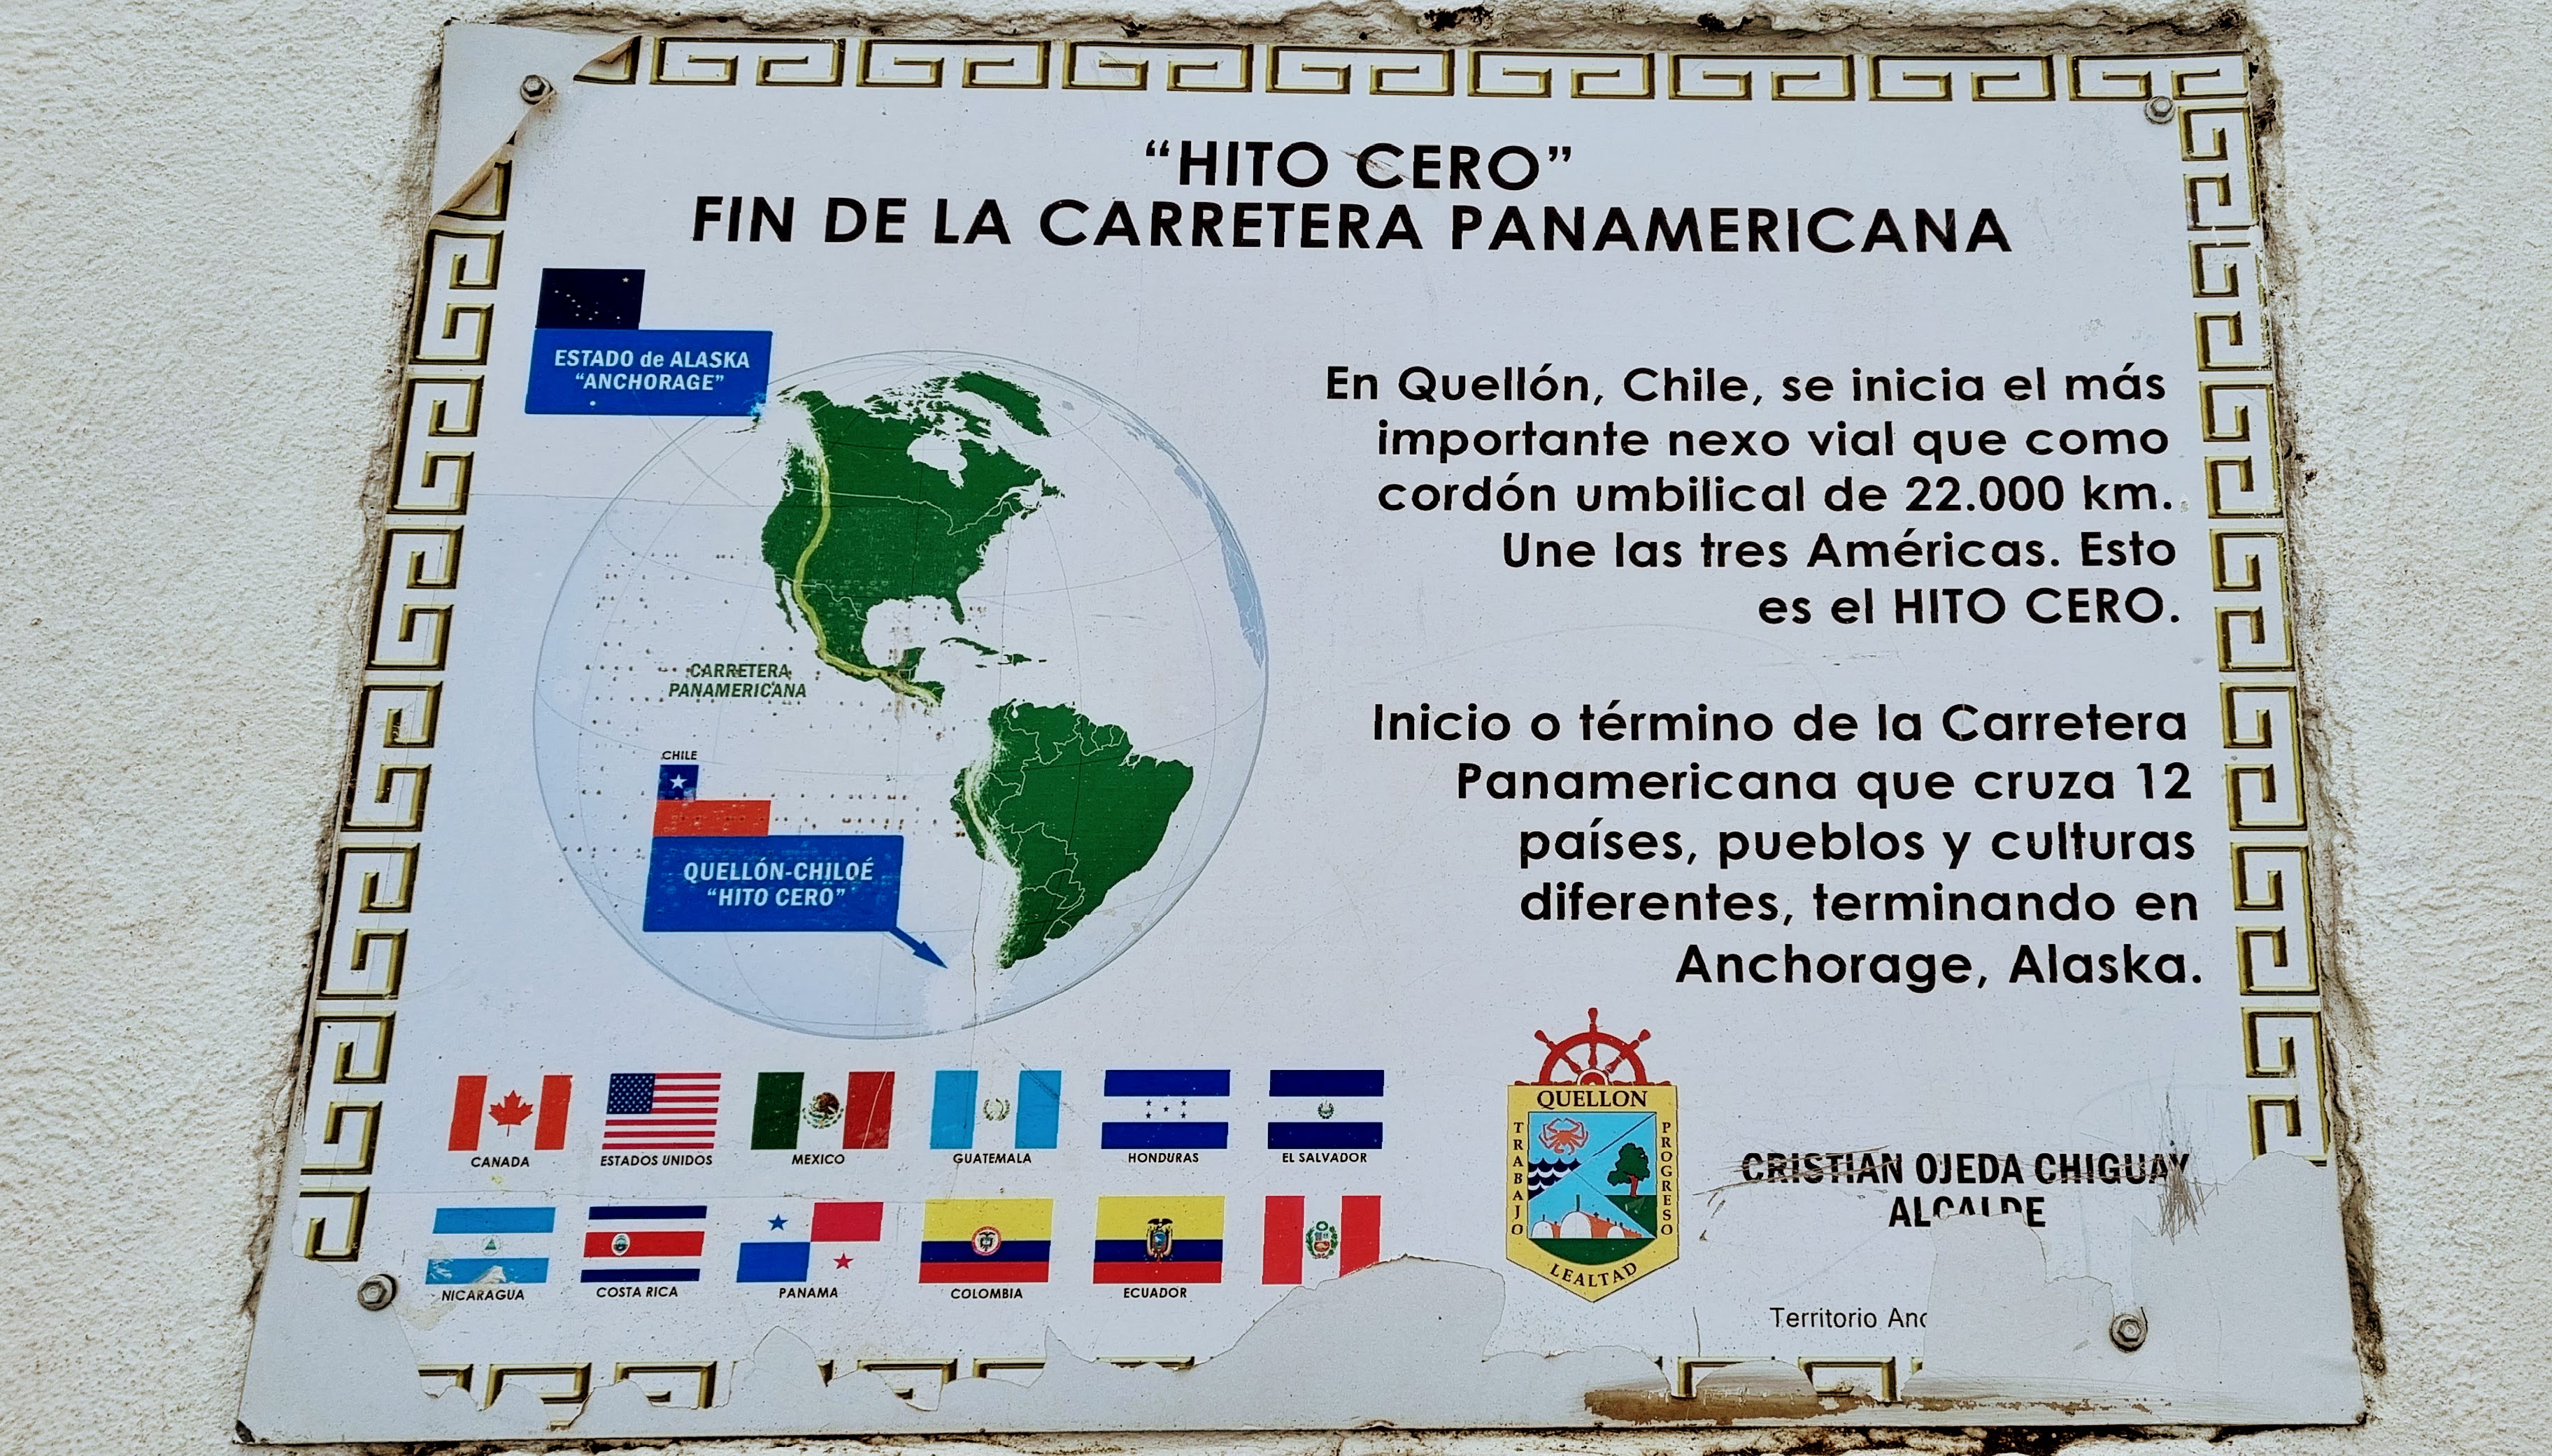 “HITO CERO”
FIN DE LA CARRETERA PANAMERICANA
ESTADO de ALASKA
“ANCHORAGE”
En Quellón, Chile, se inicia el más
importante nexo vial que como
cordón umbilical de 22.000 km.
Une las tres Américas. Esto
es el HITO CERO.
CARRETERA
PANAMERICANA
CHILE
QUELLÓN-CHILOÉ
“HITO CERO”
Inicio o término de la Carretera
Panamericana que cruza 12
países, pueblos y culturas
diferentes, terminando en
Anchorage, Alaska.
CANADA
ESTADOS UNIDOS
MEXICO
GUATEMALA
HONDURAS
EL SALVADOR
NICARAGUA
COSTA RICA
PANAMA
COLOMBIA
ECUADOR
QUELLON
TRABAJO
PROGRESO
LEALTAD
CRISTIAN OJEDA CHIGUAY
ALCALDE
Territorio